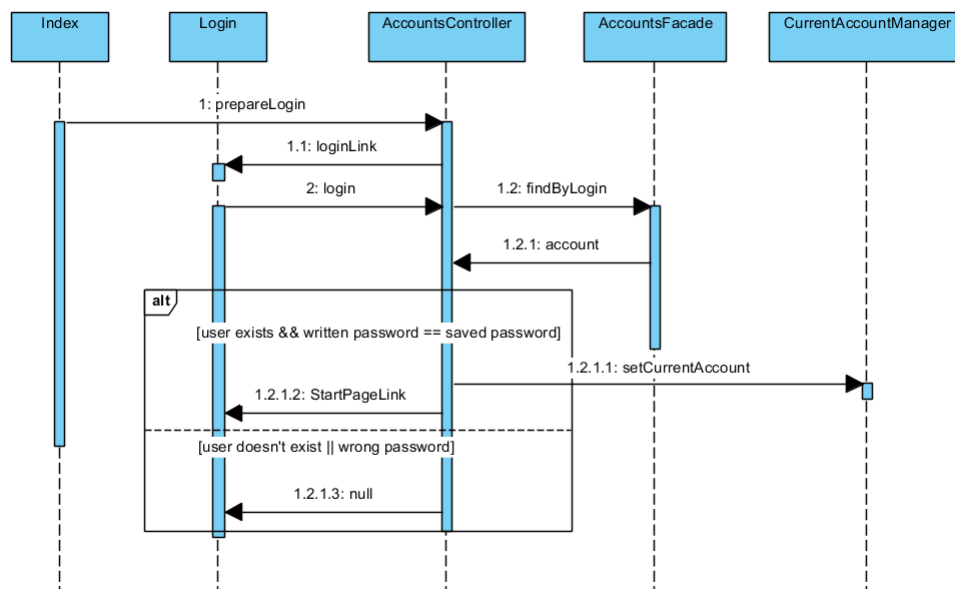 Index
Login
AccountsController
AccountsFacade
CurrentAccountManager
1: prepareLogin
1.1: loginLink
2: login
1.2: findByLogin
1.2.1: account
alt
[user exists && written password == saved password]
1.2.1.1: setCurrentAccount
1.2.1.2: StartPageLink
[user doesn't exist || wrong password]
1.2.1.3: null